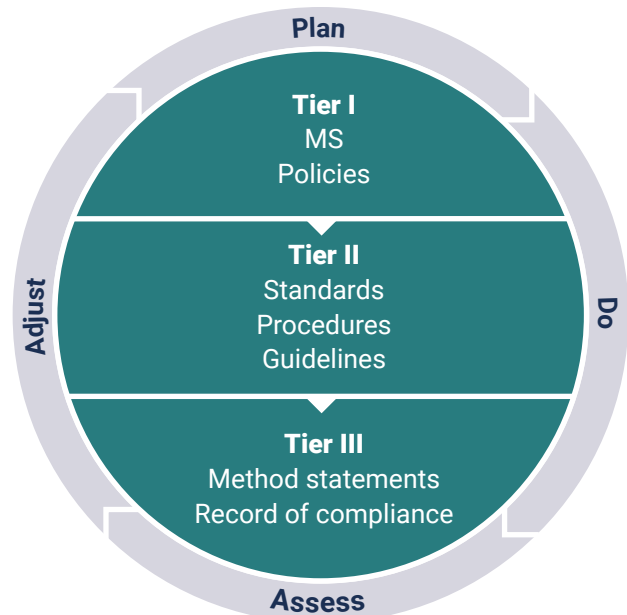 Plan
Tier I
MS
Policies
Tier II
Standards
Procedures
Guidelines
Adjust
Do
Tier III
Method statements
Record of compliance
Assess